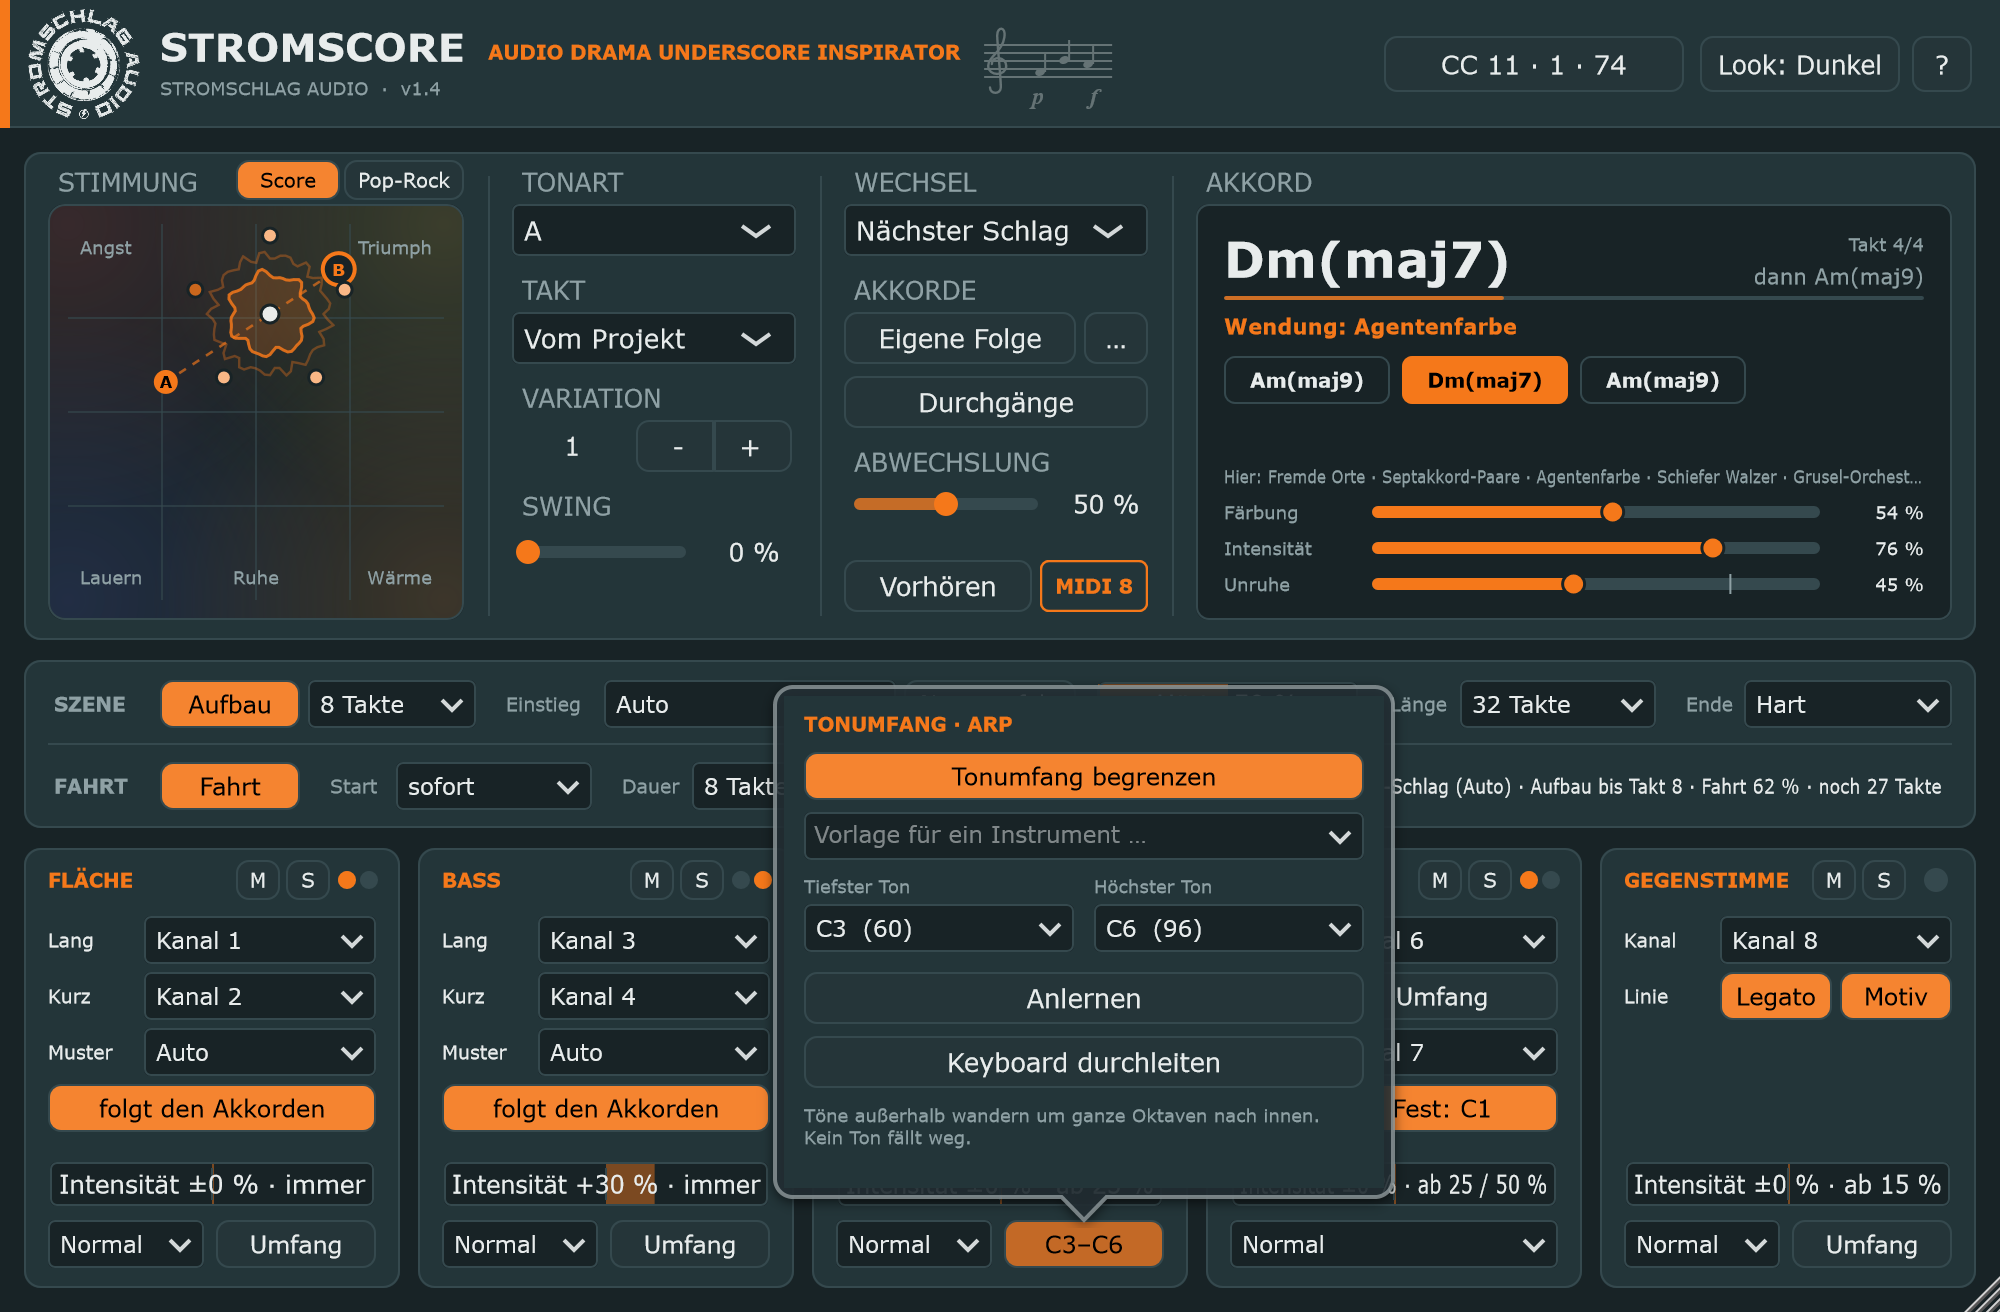 STROMSCHLAG AUDIO
STROMSCORE
AUDIO DRAMA UNDERSCORE INSPIRATOR
STROMSCHLAG AUDIO · v1.4
p f
CC 11 · 1 · 74
Look: Dunkel
?
STIMMUNG
Score
Pop-Rock
Angst
Triumph
B
A
Lauern
Ruhe
Wärme
TONART
A
TAKT
Vom Projekt
VARIATION
1
-
+
SWING
0 %
WECHSEL
Nächster Schlag
AKKORDE
Eigene Folge
...
Durchgänge
ABWECHSLUNG
50 %
Vorhören
MIDI 8
AKKORD
Dm(maj7)
Takt 4/4
dann Am(maj9)
Wendung: Agentenfarbe
Am(maj9)
Dm(maj7)
Am(maj9)
Hier: Fremde Orte · Septakkord-Paare · Agentenfarbe · Schiefer Walzer · Grusel-Orchest...
Färbung
54 %
Intensität
76 %
Unruhe
45 %
SZENE
Aufbau
8 Takte
Einstieg
Auto
Länge
32 Takte
Ende
Hart
FAHRT
Fahrt
Start
sofort
Dauer
8 Takte
Schlag (Auto) · Aufbau bis Takt 8 · Fahrt 62 % · noch 27 Takte
TONUMFANG · ARP
Tonumfang begrenzen
Vorlage für ein Instrument ...
Tiefster Ton
Höchster Ton
C3 (60)
C6 (96)
Anlernen
Keyboard durchleiten
Töne außerhalb wandern um ganze Oktaven nach innen.
Kein Ton fällt weg.
FLÄCHE
M
S
Lang
Kanal 1
Kurz
Kanal 2
Muster
Auto
folgt den Akkorden
Intensität ±0 % · immer
Normal
Umfang
BASS
M
S
Lang
Kanal 3
Kurz
Kanal 4
Muster
Auto
folgt den Akkorden
Intensität +30 % · immer
Normal
Umfang
Normal
C3–C6
M
S
l 6
Umfang
l 7
Fest: C1
· ab 25 / 50 %
Normal
GEGENSTIMME
M
S
Kanal
Kanal 8
Linie
Legato
Motiv
Intensität ±0 % · ab 15 %
Normal
Umfang